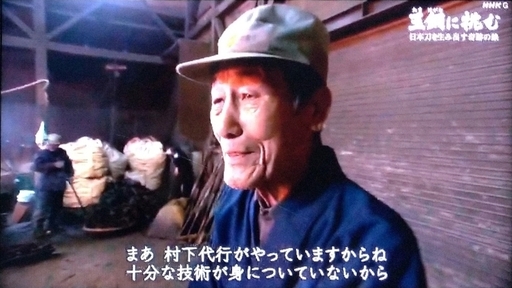 NHK G
玉鋼に挑む
日本刀を生み出す奇跡の鉄
まあ 村下代行がやっていますからね
十分な技術が身についていないから